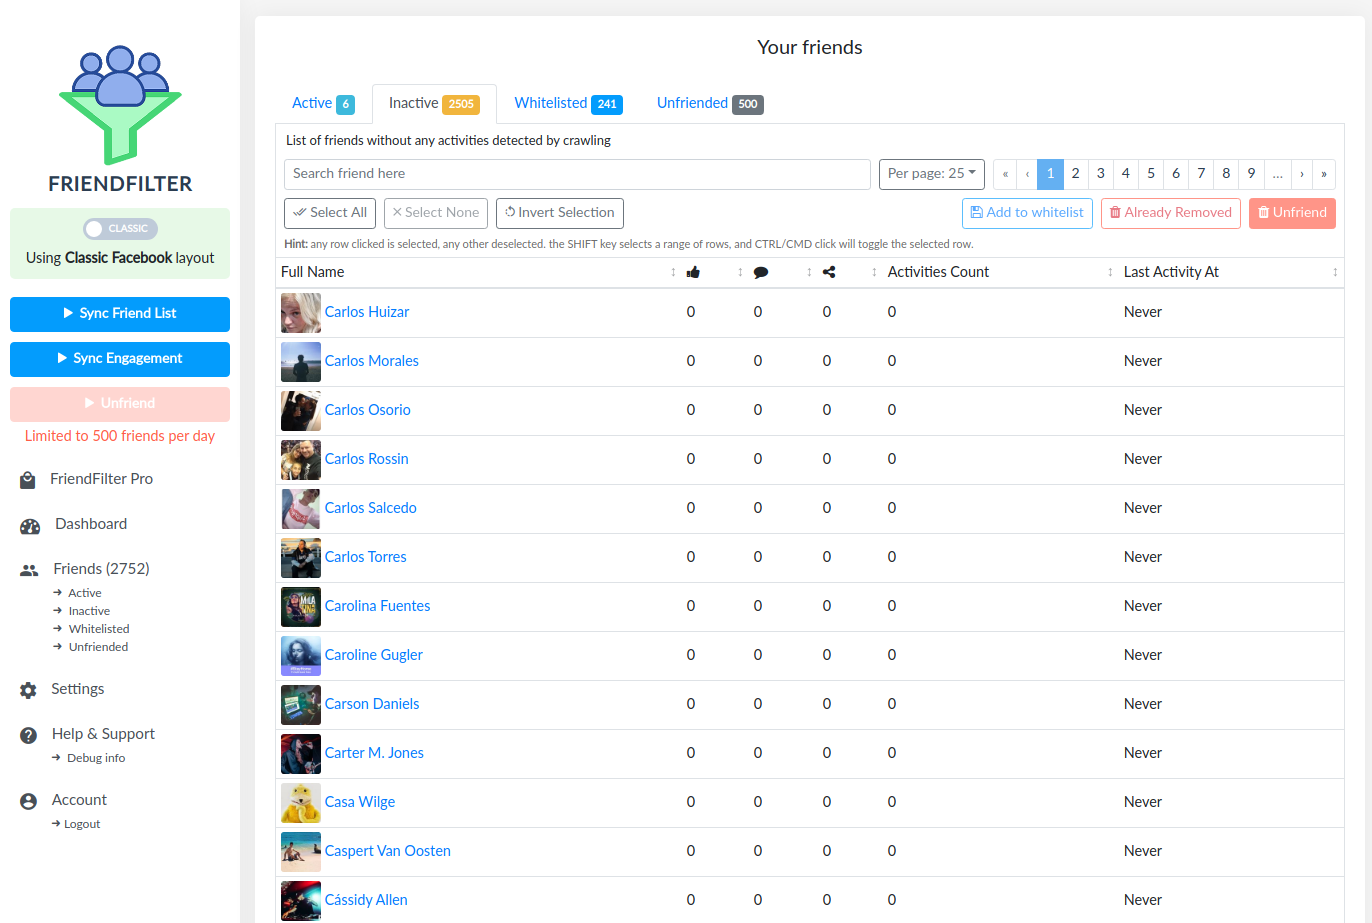 FRIENDFILTER
CLASSIC
Using Classic Facebook layout
Sync Friend List
Sync Engagement
Unfriend
Limited to 500 friends per day
FriendFilter Pro
Dashboard
Friends (2752)
Active
Inactive
Whitelisted
Unfriended
Settings
Help & Support
Debug info
Account
Logout
Your friends
Active 6 Inactive 2505 Whitelisted 241 Unfriended 500
List of friends without any activities detected by crawling
Search friend here Per page: 25 « ‹ 1 2 3 4 5 6 7 8 9 ... › »
Select All Select None Invert Selection Add to whitelist Already Removed Unfriend
Hint: any row clicked is selected, any other deselected. the SHIFT key selects a range of rows, and CTRL/CMD click will toggle the selected row.
Full Name Activities Count Last Activity At
Carlos Huizar 0 0 0 0 Never
Carlos Morales 0 0 0 0 Never
Carlos Osorio 0 0 0 0 Never
Carlos Rossin 0 0 0 0 Never
Carlos Salcedo 0 0 0 0 Never
Carlos Torres 0 0 0 0 Never
Carolina Fuentes 0 0 0 0 Never
Caroline Gugler 0 0 0 0 Never
Carson Daniels 0 0 0 0 Never
Carter M. Jones 0 0 0 0 Never
Casa Wilge 0 0 0 0 Never
Caspert Van Oosten 0 0 0 0 Never
Cássidy Allen 0 0 0 0 Never